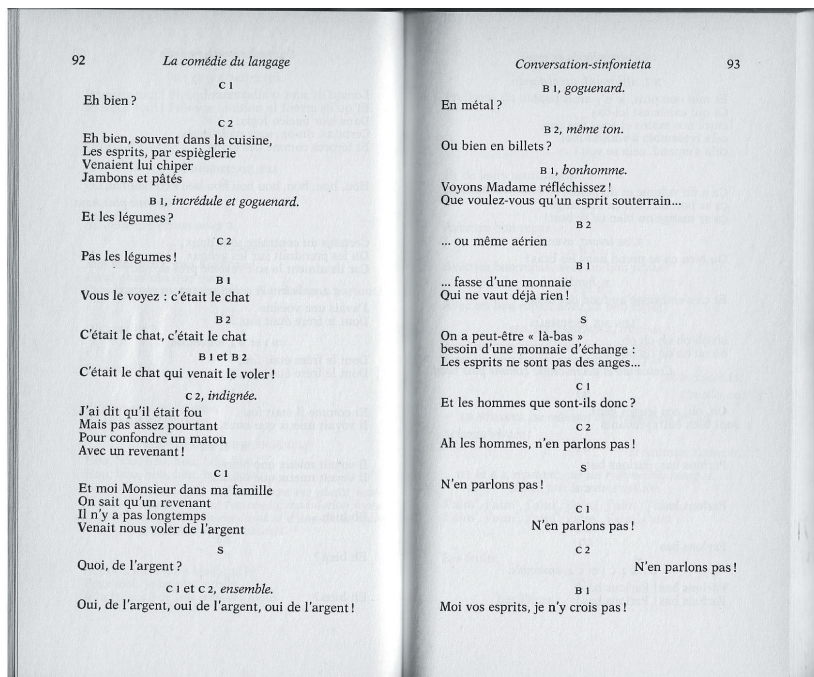 92
La comédie du langage
C 1
Eh bien ?
C 2
Eh bien, souvent dans la cuisine,
Les esprits, par espièglerie
Venaient lui chiper
Jambons et pâtés
B 1, incrédule et goguenard.
Et les légumes ?
C 2
Pas les légumes !
B 1
Vous le voyez : c'était le chat
B 2
C'était le chat, c'était le chat
B 1 et B 2
C'était le chat qui venait le voler !
C 2, indignée.
J'ai dit qu'il était fou
Mais pas assez pourtant
Pour confondre un matou
Avec un revenant !
C 1
Et moi Monsieur dans ma famille
On sait qu'un revenant
Il n'y a pas longtemps
Venait nous voler de l'argent
S
Quoi, de l'argent ?
C 1 et C 2, ensemble.
Oui, de l'argent, oui de l'argent, oui de l'argent !
Conversation-sinfonietta
93
B 1, goguenard.
En métal ?
B 2, même ton.
Ou bien en billets ?
B 1, bonhomme.
Voyons Madame réfléchissez !
Que voulez-vous qu'un esprit souterrain...
B 2
... ou même aérien
B 1
... fasse d'une monnaie
Qui ne vaut déjà rien !
S
On a peut-être « là-bas »
besoin d'une monnaie d'échange :
Les esprits ne sont pas des anges...
C 1
Et les hommes que sont-ils donc ?
C 2
Ah les hommes, n'en parlons pas !
S
N'en parlons pas !
C 1
N'en parlons pas !
C 2
N'en parlons pas !
B 1
Moi vos esprits, je n'y crois pas !